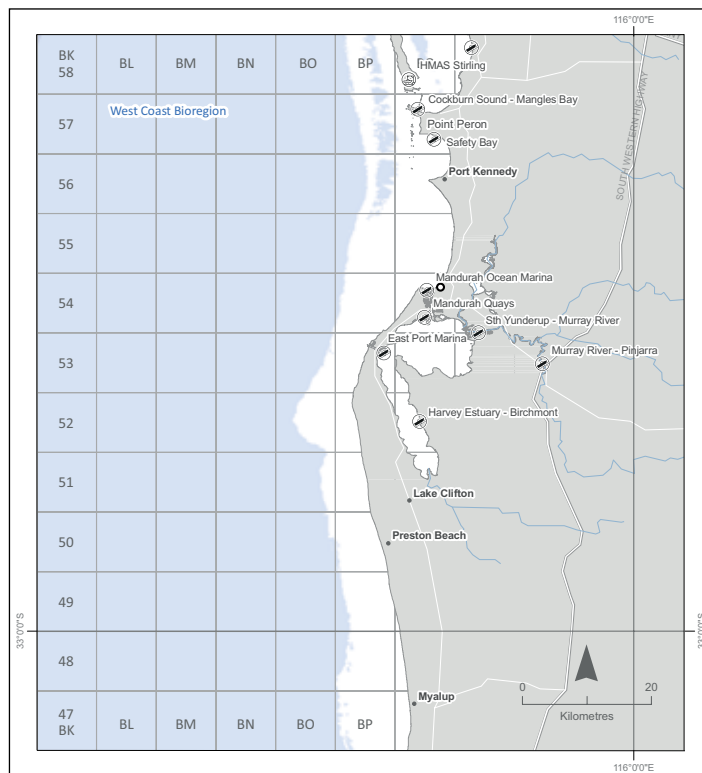 116°0'0"E
BK
58
BL
BM
BN
BO
BP
HMAS Stirling
Cockburn Sound - Mangles Bay
West Coast Bioregion
57
Point Peron
Safety Bay
SOUTH WESTERN HIGHWAY
56
Port Kennedy
55
Mandurah Ocean Marina
54
Mandurah Quays
Sth Yunderup - Murray River
East Port Marina
53
Murray River - Pinjarra
52
Harvey Estuary - Birchmont
51
Lake Clifton
50
Preston Beach
49
33°0'0"S
33°0'0"S
48
0
20
Kilometres
Myalup
47
BK
BL
BM
BN
BO
BP
116°0'0"E